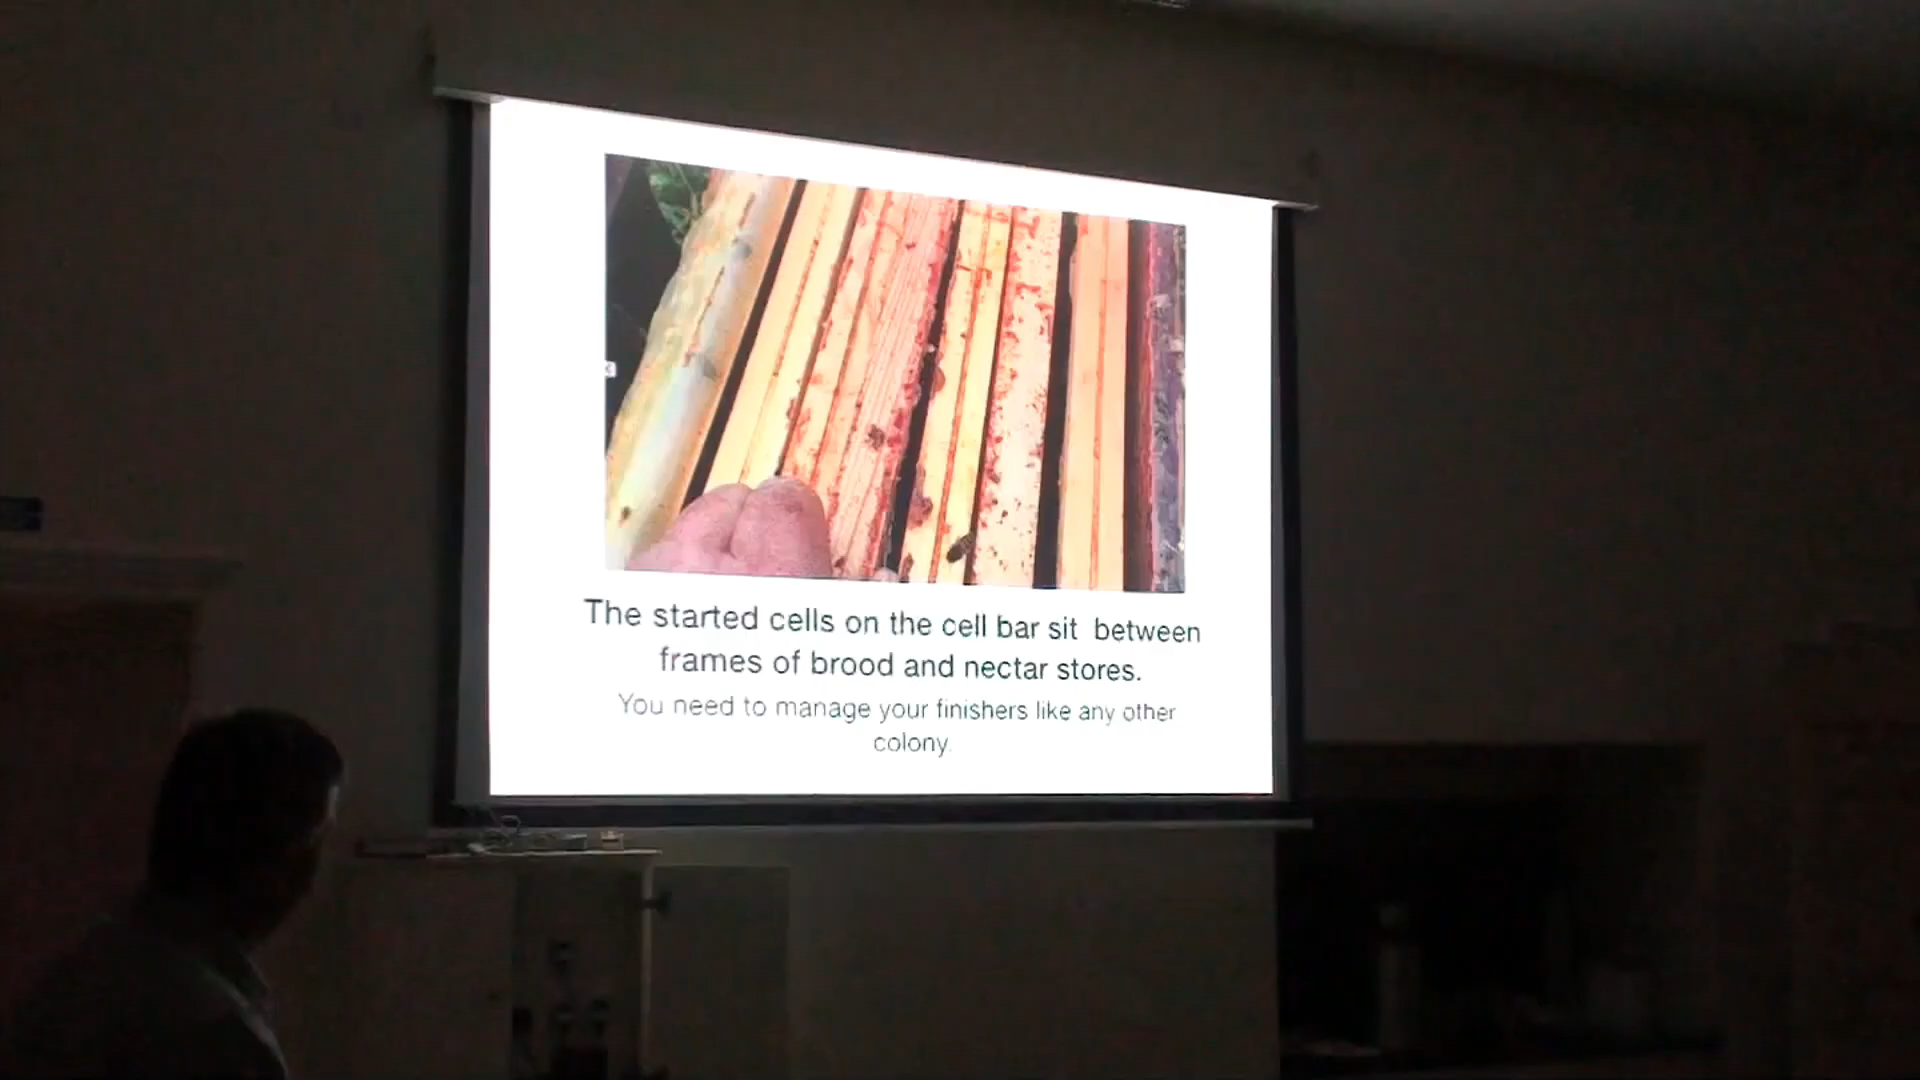 The started cells on the cell bar sit between
frames of brood and nectar stores.
You need to manage your finishers like any other
colony.